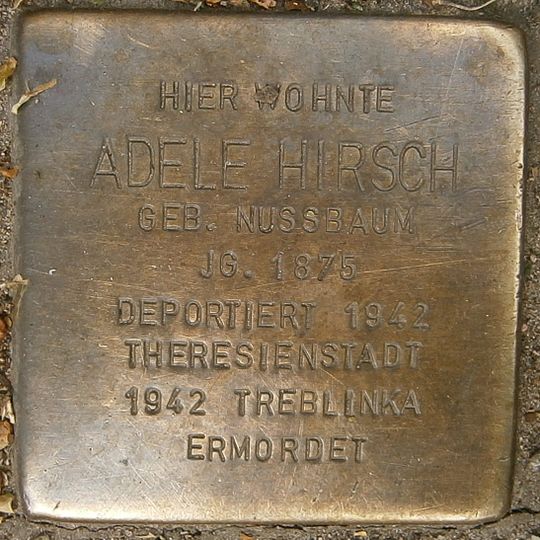 HIER WOHNTE
ADELE HIRSCH
GEB. NUSSBAUM
JG. 1875
DEPORTIERT 1942
THERESIENSTADT
1942 TREBLINKA
ERMORDET